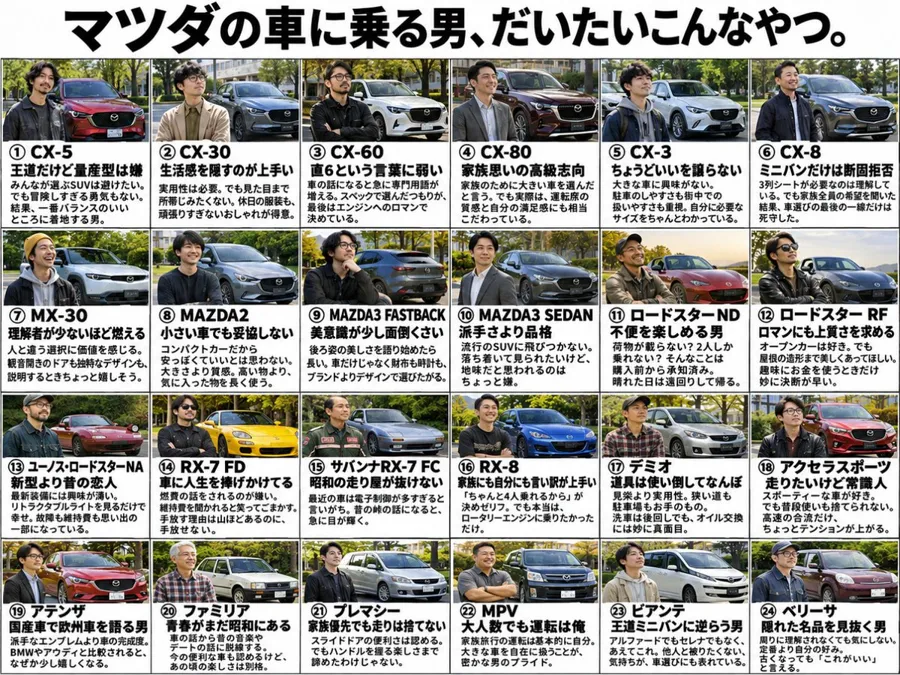 マツダの車に乗る男、だいたいこんなやつ。
① CX-5
王道だけど量産型は嫌
みんなが選ぶSUVは避けたい。
でも冒険しすぎる勇気もない。
結果、一番バランスのいい
ところに着地する男。
② CX-30
生活感を隠すのが上手い
実用性は必要。でも見た目まで
所帯じみたくない。休日の服装も、
頑張りすぎないおしゃれが得意。
③ CX-60
直6という言葉に弱い
車の話になると急に専門用語が
増える。スペックで選んだつもりが、
最後はエンジンへのロマンで
決めている。
④ CX-80
家族思いの高級志向
家族のために大きい車を選んだ
と言う。でも実際は、運転席の
質感と自分の満足感にも相当
こだわっている。
⑤ CX-3
ちょうどいいを譲らない
大きな車に興味がない。
駐車のしやすさも街中での
扱いやすさも重視。自分に必要な
サイズをちゃんとわかっている。
⑥ CX-8
ミニバンだけは断固拒否
3列シートが必要なのは理解してい
る。でも家族全員の希望を聞いた
結果、車選びの最後の一線だけは
死守した。
⑦ MX-30
理解者が少ないほど燃える
人と違う選択に価値を感じる。
観音開きのドアも独特なデザインも、
説明するときちょっと嬉しそう。
⑧ MAZDA2
小さい車でも妥協しない
コンパクトカーだから
安っぽくていいとは思わない。
大きさより質感。高い物より、
気に入った物を長く使う。
⑨ MAZDA3 FASTBACK
美意識が少し面倒くさい
後ろ姿の美しさを語り始めたら
長い。車だけじゃなく財布も時計も、
ブランドよりデザインで選びたがる。
⑩ MAZDA3 SEDAN
派手さより品格
流行のSUVに飛びつかない。
落ち着いて見られたいけど、
地味だと思われるのは
ちょっと嫌。
⑪ ロードスターND
不便を楽しめる男
荷物が載らない？2人しか
乗れない？そんなことは
購入前から承知済み。
晴れた日は遠回りして帰る。
⑫ ロードスター RF
ロマンにも上質さを求める
オープンカーは好き。でも
屋根の造形まで美しくあってほしい。
趣味にお金を使うときだけ
妙に決断が早い。
⑬ ユーノス・ロードスターNA
新型より昔の恋人
最新装備には興味が薄い。
リトラクタブルライトを見るだけで
幸せ。故障も維持費も思い出の
一部になっている。
⑭ RX-7 FD
車に人生を捧げかけてる
燃費の話をされるのが嫌い。
維持費を聞かれると笑ってごまかす。
手放す理由は山ほどあるのに、
手放せない。
⑮ サバンナRX-7 FC
昭和の走り屋が抜けない
最近の車は電子制御が多すぎると
言いがち。昔の峠の話になると、
急に目が輝く。
⑯ RX-8
家族にも自分にも言い訳が上手い
「ちゃんと4人乗れるから」が
決めゼリフ。でも本当は、
ロータリーエンジンに乗りたかった
だけ。
⑰ デミオ
道具は使い倒してなんぼ
見栄より実用性。狭い道も
駐車場もお手のもの。
洗車は後回しでも、オイル交換
には妙に真面目。
⑱ アクセラスポーツ
走りたいけど常識人
スポーティーな車が好き。
でも普段使いも捨てられない。
高速の合流だけ、
ちょっとテンションが上がる。
⑲ アテンザ
国産車で欧州車を語る男
派手なエンブレムより車の完成度。
BMWやアウディと比較されると、
なぜか少し嬉しくなる。
⑳ ファミリア
青春がまだ昭和にある
車の話から昔の音楽や
デートの話に脱線する。
今の便利な車も認めるけど、
あの頃の楽しさは別格。
㉑ プレマシー
家族優先でも走りは捨てない
スライドドアの便利さは認める。
でもハンドルを握る楽しさまで
諦めたわけじゃない。
㉒ MPV
大人数でも運転は俺
家族旅行の運転は基本的に自分。
大きな車を自在に扱うことが、
密かな男のプライド。
㉓ ビアンテ
王道ミニバンに逆らう男
アルファードでもセレナでもなく、
あえてこれ。他人と被りたくない
気持ちが、車選びにも表れている。
㉔ ベリーサ
隠れた名品を見抜く男
周りに理解されなくても気にしない。
定番より自分の好み。
古くなっても「これがいい」
と言える。